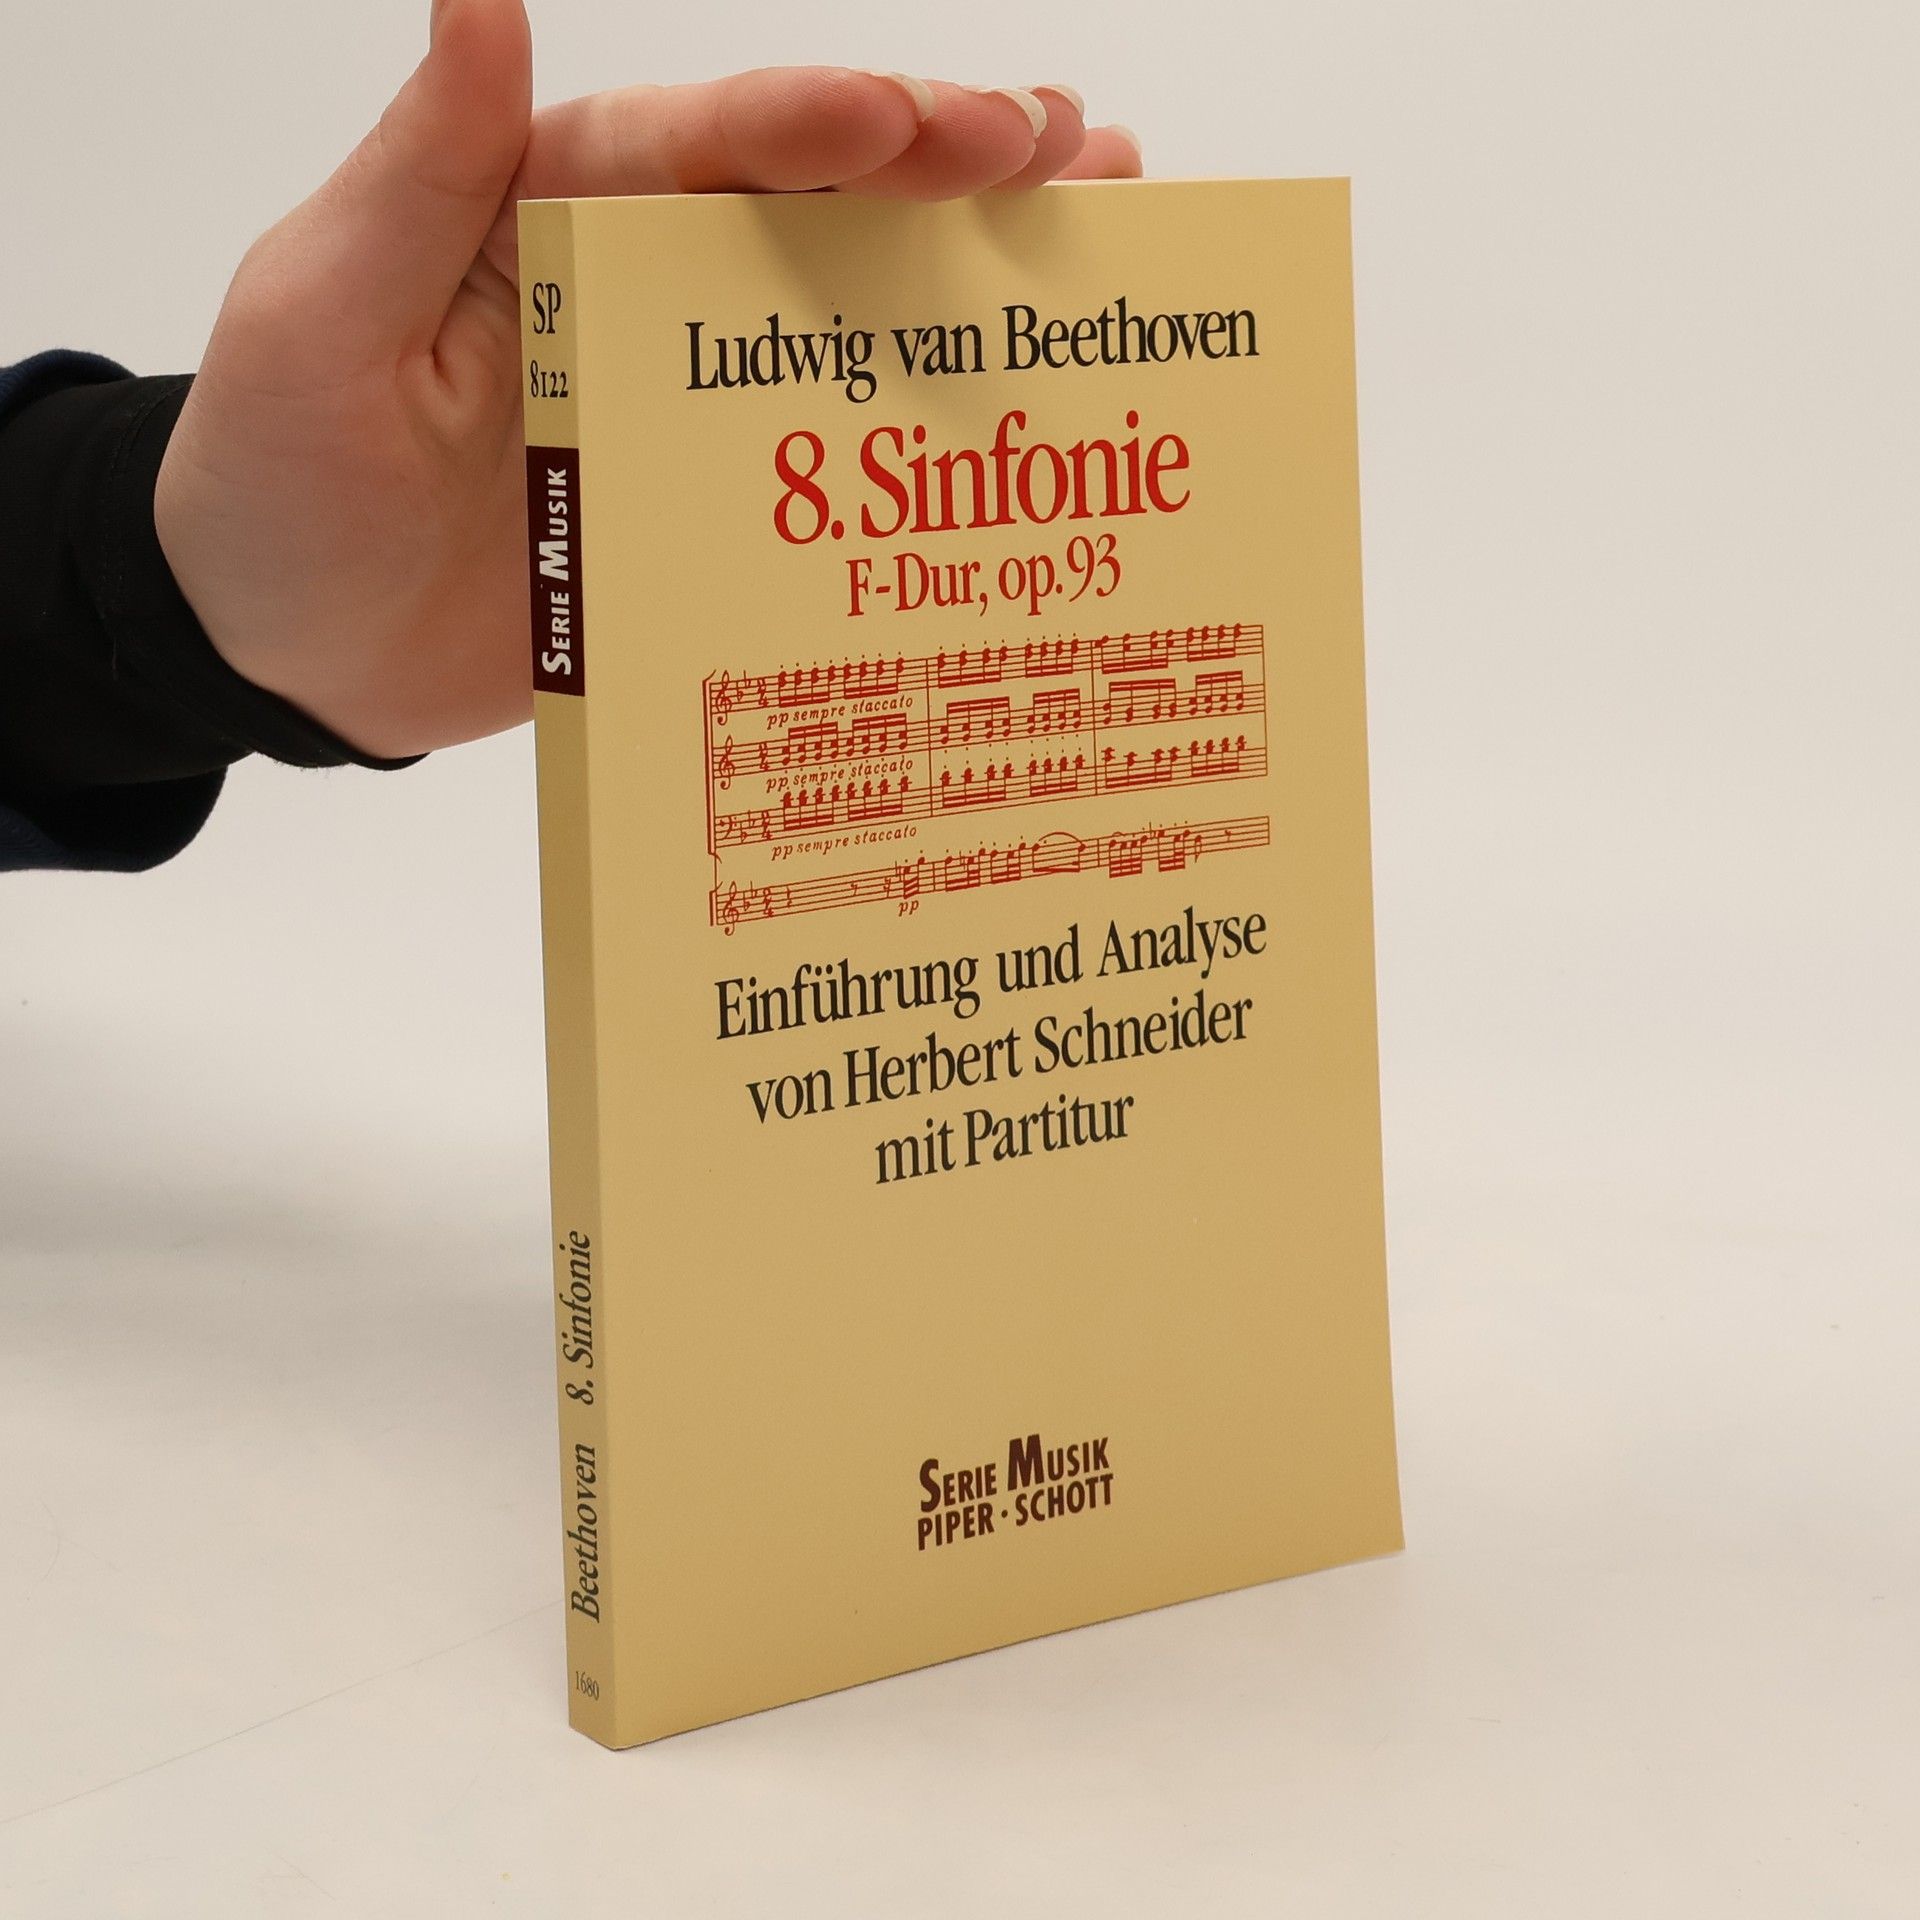 SP
8122
SERIE MUSIK
Beethoven 8. Sinfonie
1680
Ludwig van Beethoven
8. Sinfonie
F-Dur, op. 93
pp sempre staccato
pp sempre staccato
pp sempre staccato
pp
Einführung und Analyse
von Herbert Schneider
mit Partitur
SERIE MUSIK
PIPER · SCHOTT